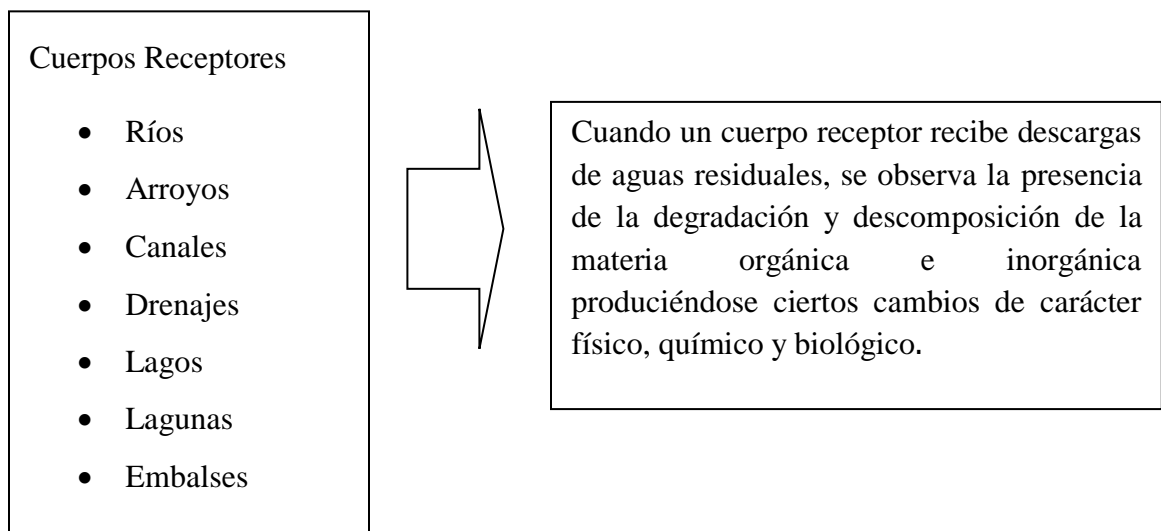 Cuerpos Receptores
• Ríos
• Arroyos
• Canales
• Drenajes
• Lagos
• Lagunas
• Embalses
Cuando un cuerpo receptor recibe descargas
de aguas residuales, se observa la presencia
de la degradación y descomposición de la
materia orgánica e inorgánica
produciéndose ciertos cambios de carácter
físico, químico y biológico.